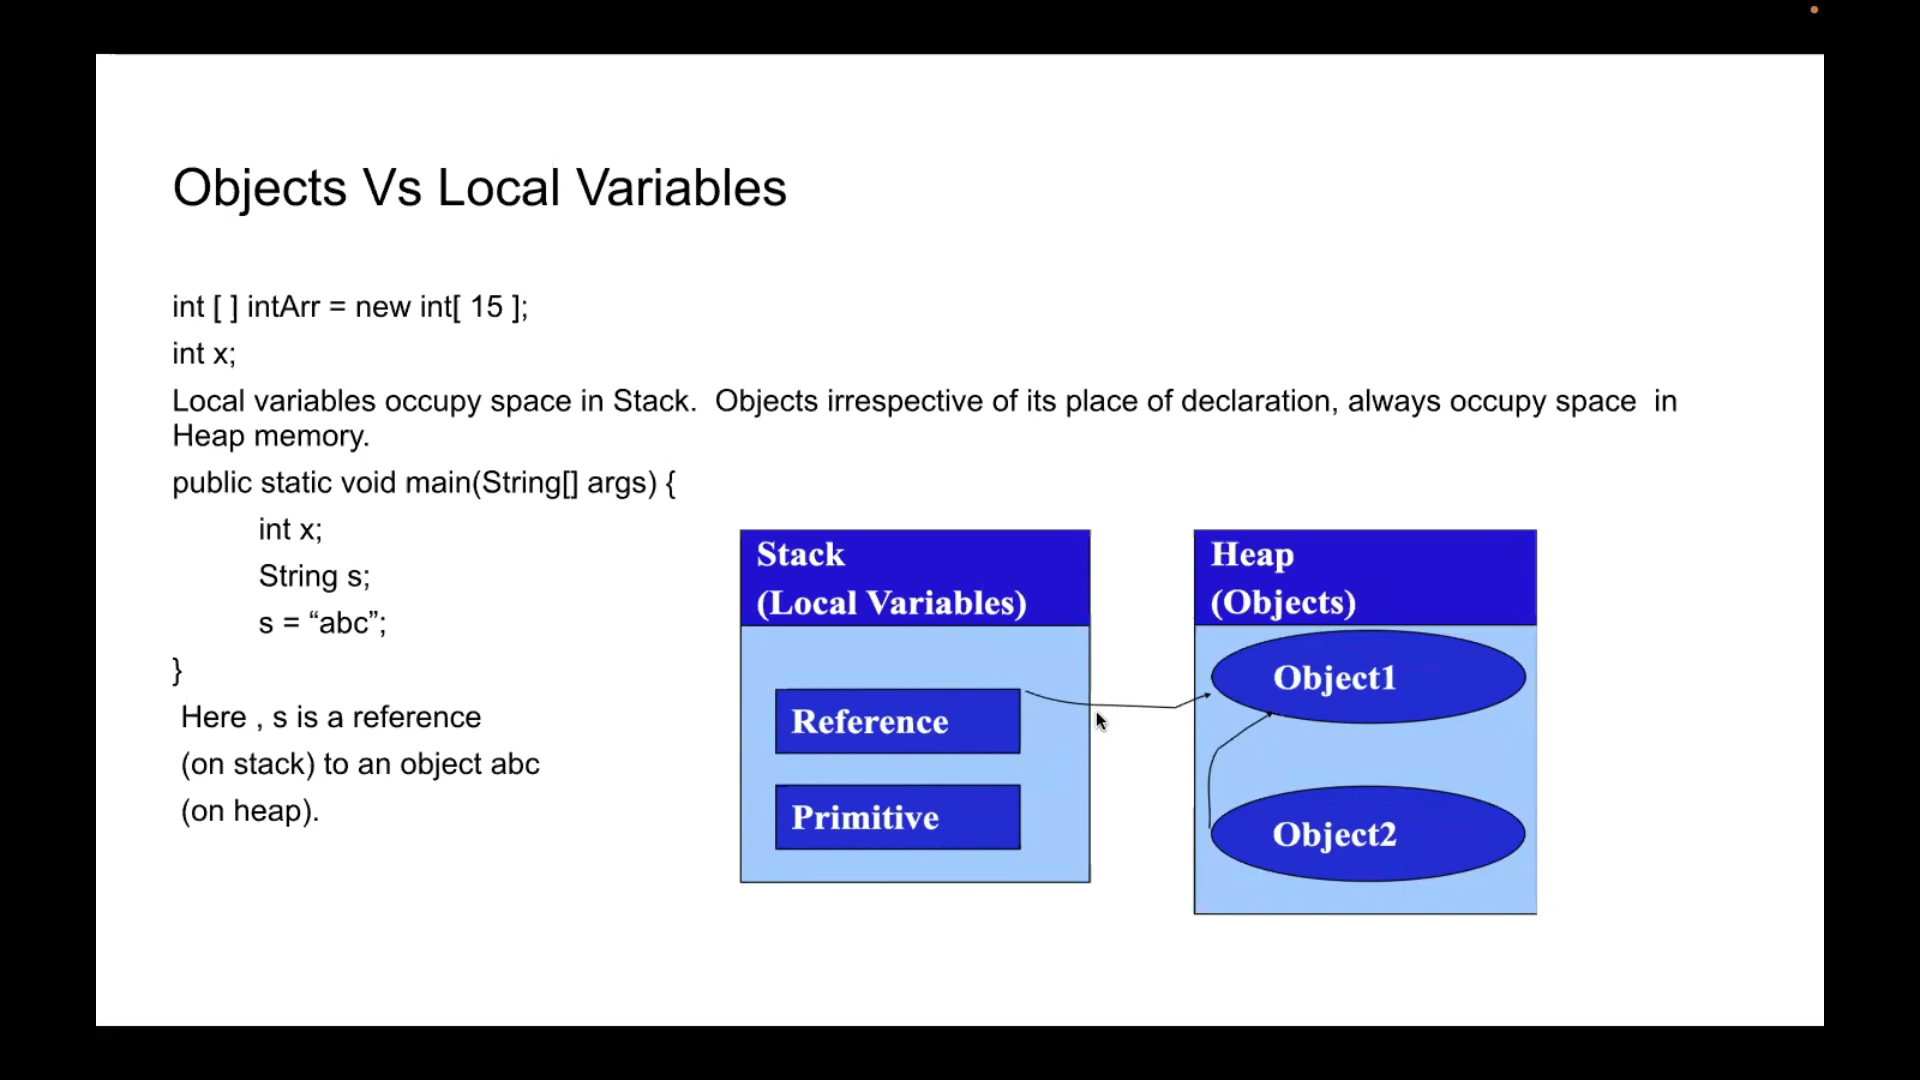 Objects Vs Local Variables
int [ ] intArr = new int[ 15 ];
int x;
Local variables occupy space in Stack.  Objects irrespective of its place of declaration, always occupy space  in
Heap memory.
public static void main(String[] args) {
int x;
String s;
s = “abc”;
}
Here , s is a reference
(on stack) to an object abc
(on heap).
Stack
(Local Variables)
Reference
Primitive
Heap
(Objects)
Object1
Object2